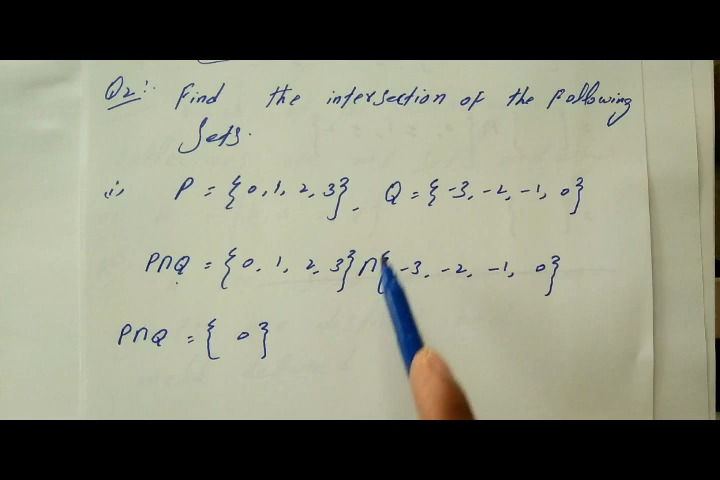 Q2:- Find the intersection of the following
Sets.
i, P = {0, 1, 2, 3}, Q = {-3, -2, -1, 0}
P∩Q = {0, 1, 2, 3} ∩ {-3, -2, -1, 0}
P∩Q = { 0 }